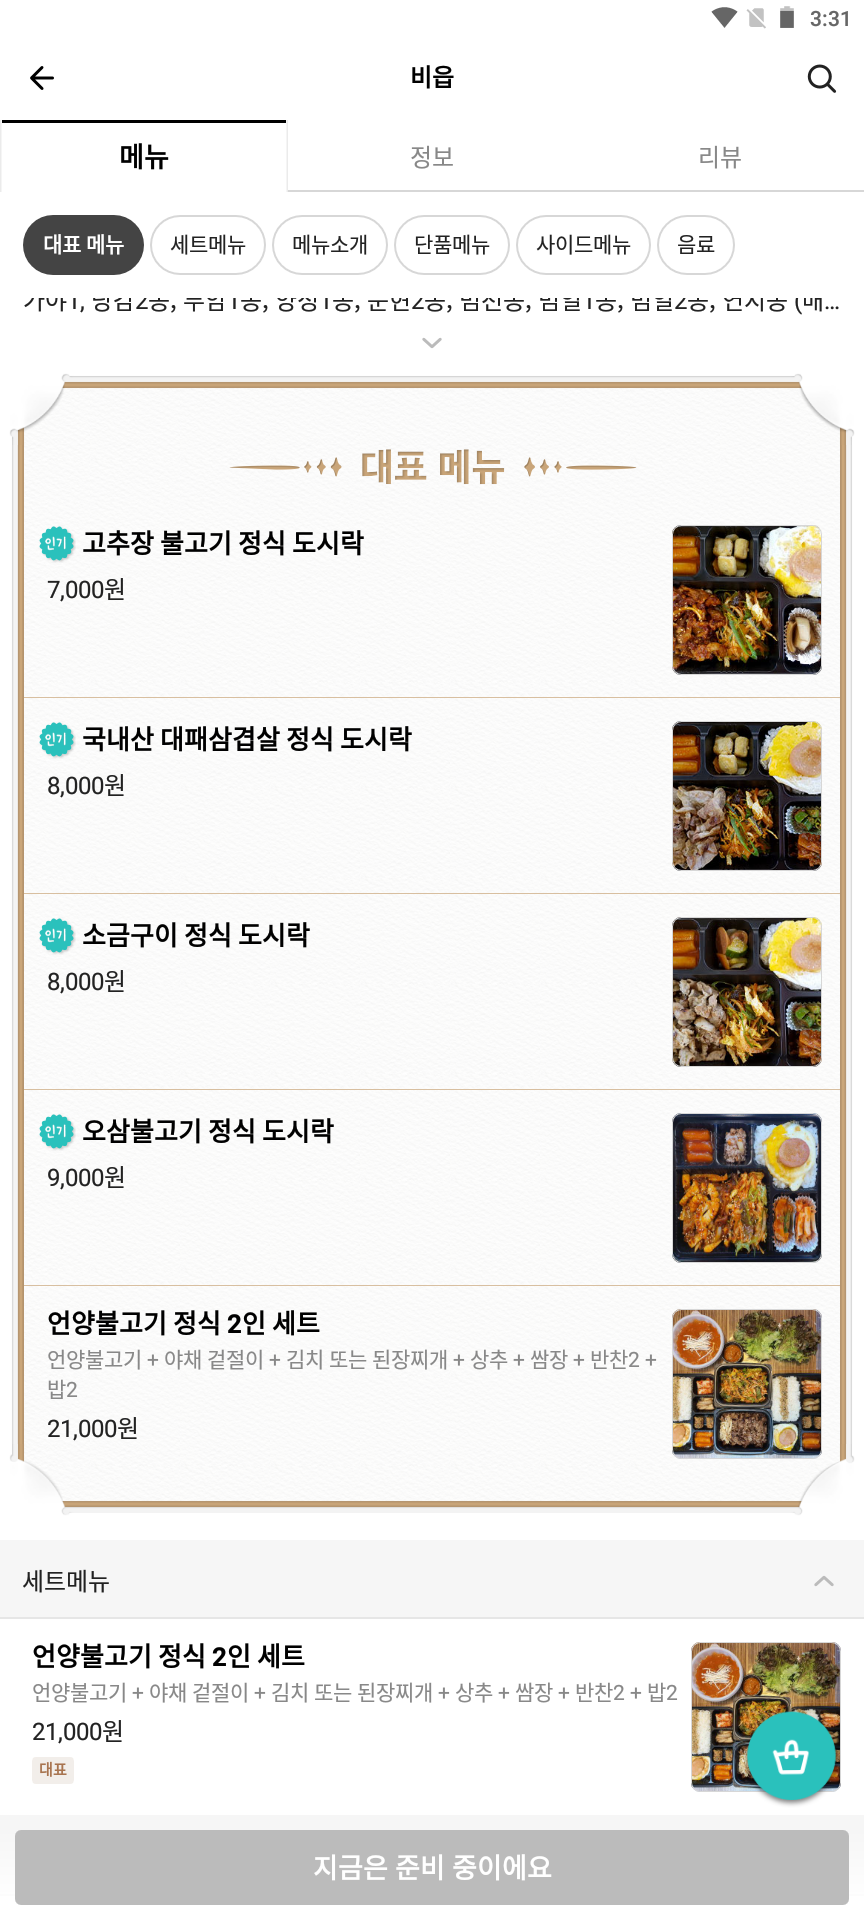 3:31
비읍
메뉴
정보
리뷰
대표 메뉴
세트메뉴
메뉴소개
단품메뉴
사이드메뉴
음료
대표 메뉴
인기 고추장 불고기 정식 도시락
7,000원
인기 국내산 대패삼겹살 정식 도시락
8,000원
인기 소금구이 정식 도시락
8,000원
인기 오삼불고기 정식 도시락
9,000원
언양불고기 정식 2인 세트
언양불고기 + 야채 겉절이 + 김치 또는 된장찌개 + 상추 + 쌈장 + 반찬2 +
밥2
21,000원
세트메뉴
언양불고기 정식 2인 세트
언양불고기 + 야채 겉절이 + 김치 또는 된장찌개 + 상추 + 쌈장 + 반찬2 + 밥2
21,000원
대표
지금은 준비 중이에요